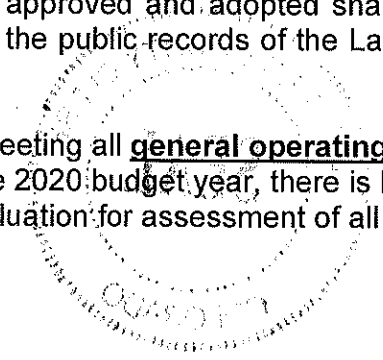 approved and adopted sha
the public records of the La
eeting all general operating
e 2020 budget year, there is l
luation for assessment of all